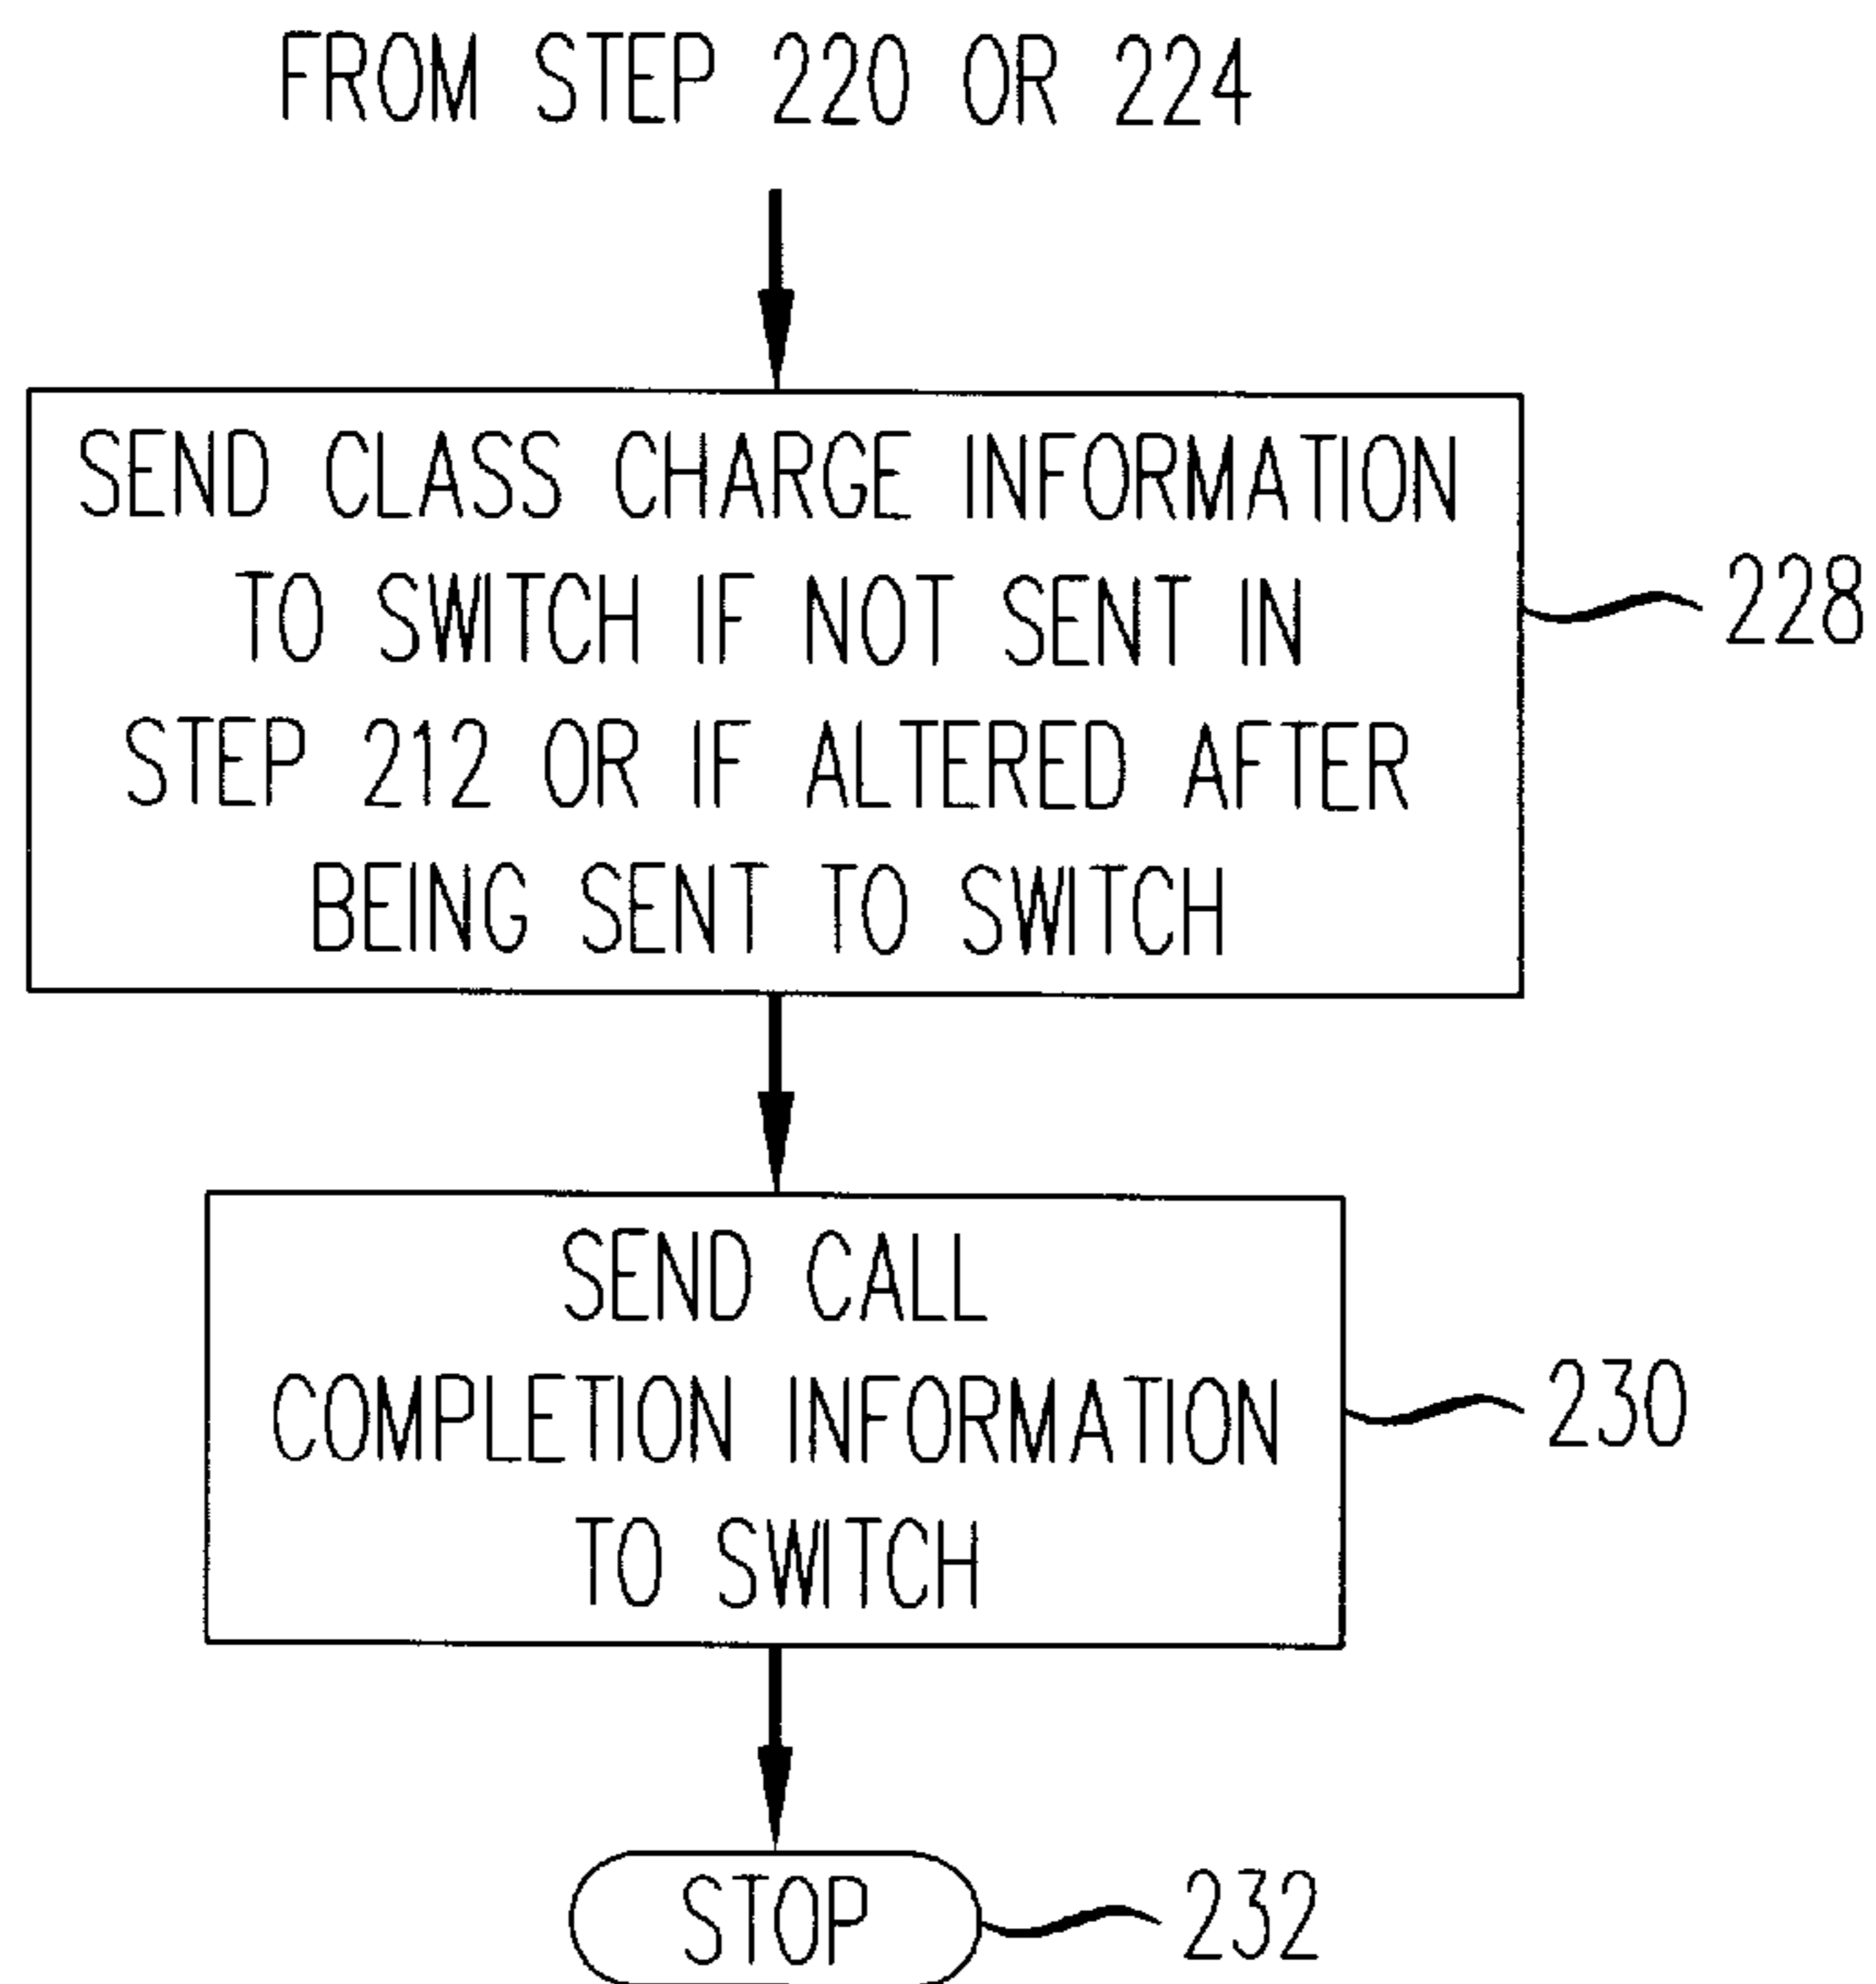 FROM STEP 220 OR 224
SEND CLASS CHARGE INFORMATION
TO SWITCH IF NOT SENT IN
STEP 212 OR IF ALTERED AFTER
BEING SENT TO SWITCH
228
SEND CALL
COMPLETION INFORMATION
TO SWITCH
230
STOP
232